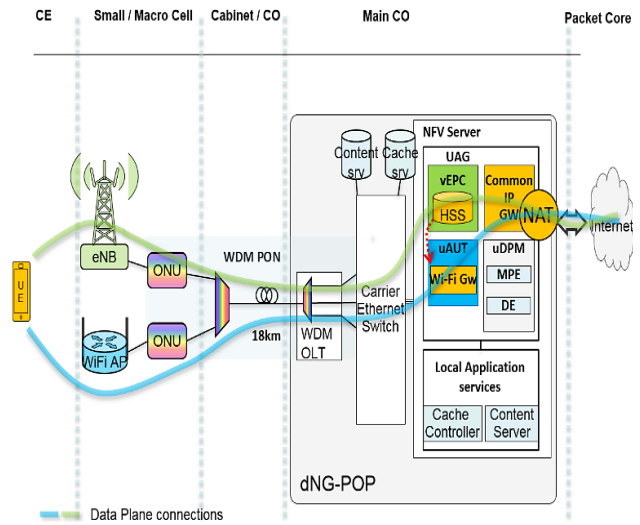 CE
Small / Macro Cell
Cabinet / CO
Main CO
Packet Core
NFV Server
UAG
Content
srv
Cache
srv
vEPC
HSS
Common
IP
GW
NAT
Internet
eNB
ONU
WDM PON
UE
uAUT
Wi-Fi Gw
uDPM
MPE
DE
18km
WDM
OLT
Carrier
Ethernet
Switch
WiFi AP
ONU
Local Application
services
Cache
Controller
Content
Server
dNG-POP
Data Plane connections